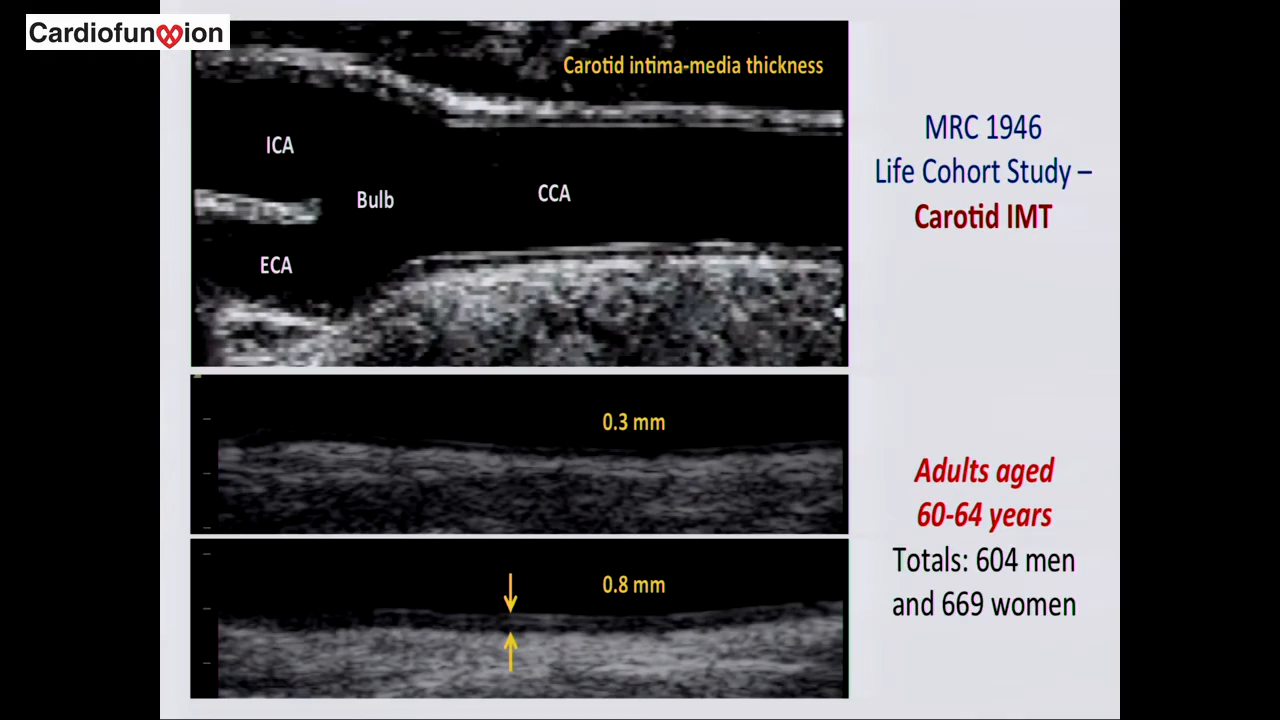 Cardiofunion
Carotid intima-media thickness
ICA
Bulb
CCA
ECA
MRC 1946
Life Cohort Study –
Carotid IMT
0.3 mm
0.8 mm
Adults aged
60-64 years
Totals: 604 men
and 669 women